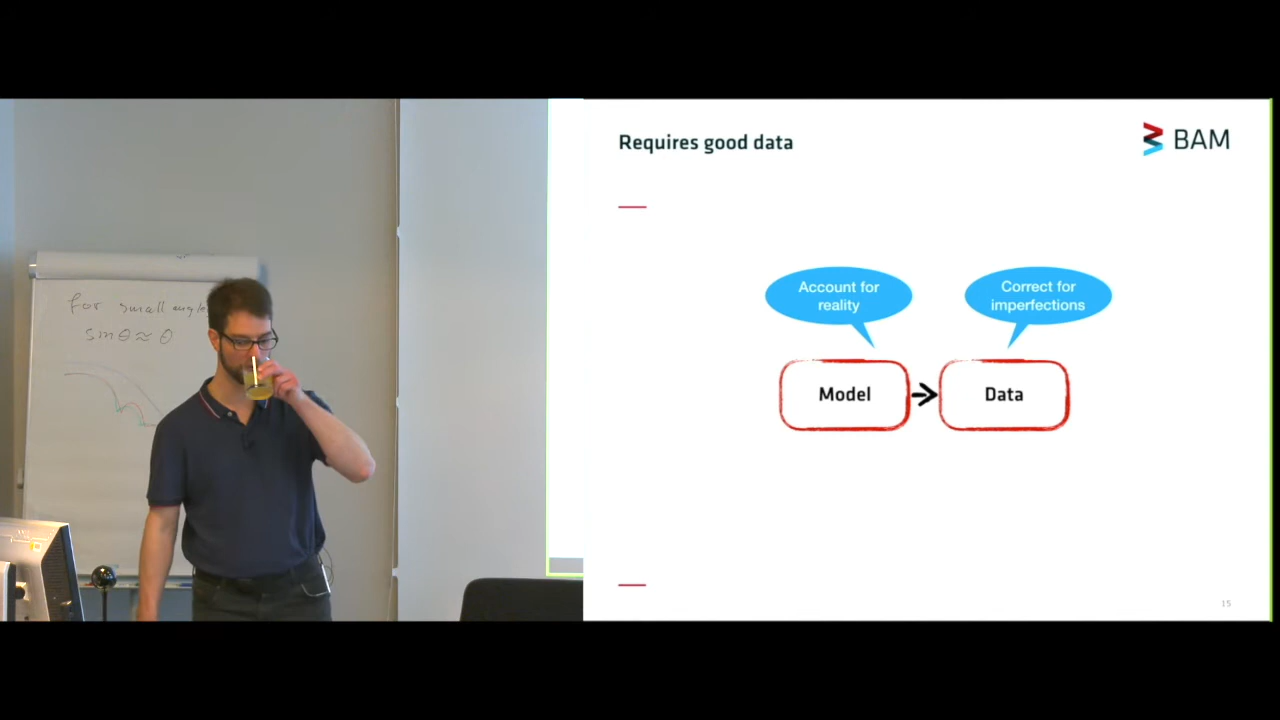 for small angles
sin θ ≈ θ
Requires good data
BAM
Account for
reality
Correct for
imperfections
Model
Data
15